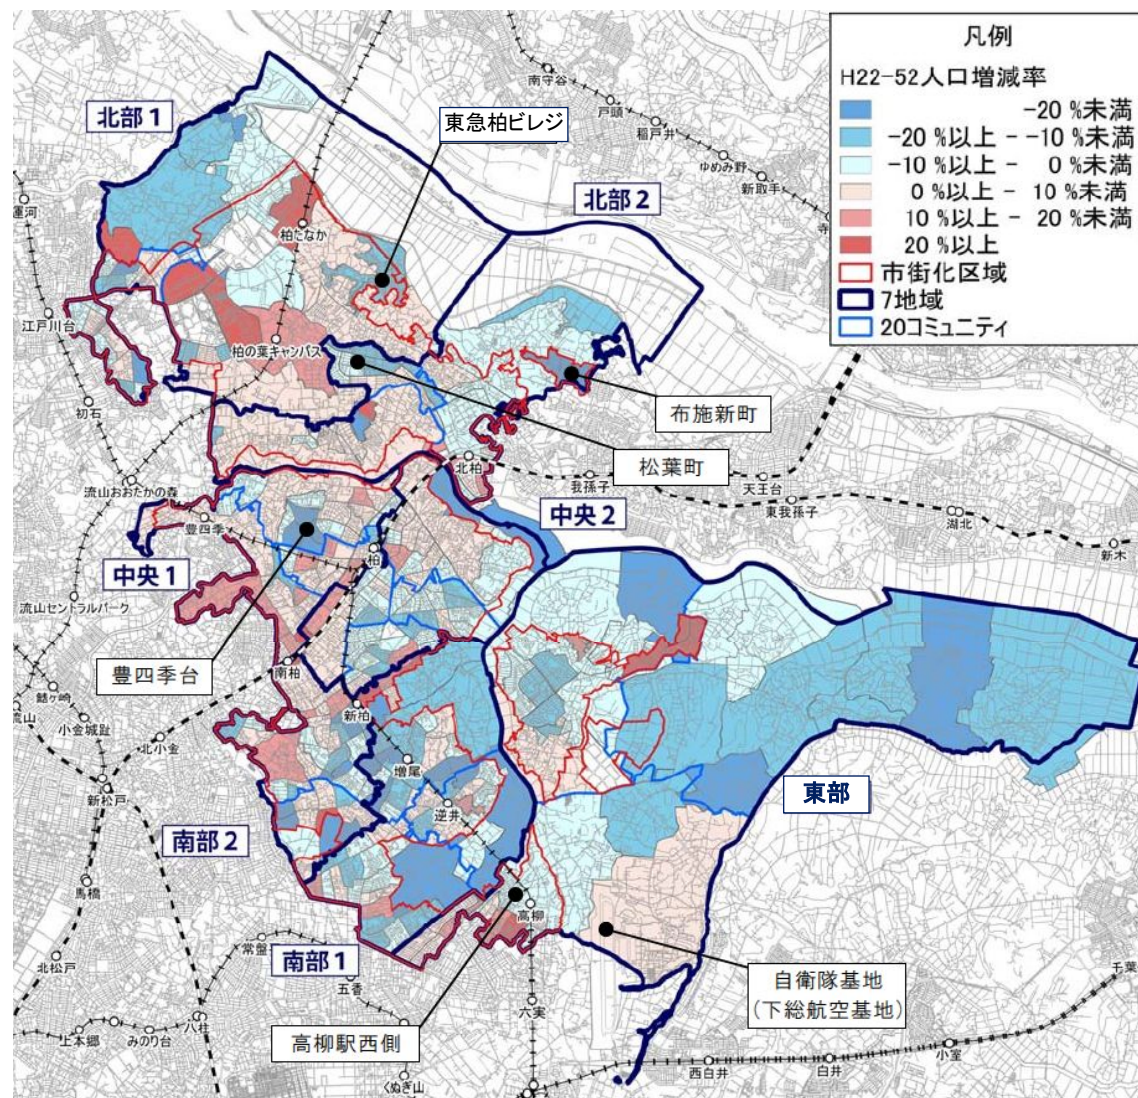 凡例
H22-52人口増減率
-20 %未満
-20 %以上 - -10 %未満
-10 %以上 - 0 %未満
0 %以上 - 10 %未満
10 %以上 - 20 %未満
20 %以上
市街化区域
7地域
20コミュニティ
南守谷
戸頭
稲戸井
ゆめみ野
新取手
寺
北部1
東急柏ビレジ
北部2
運河
柏たなか
江戸川台
柏の葉キャンパス
初石
布施新町
松葉町
北柏
我孫子
天王台
東我孫子
湖北
新木
流山おおたかの森
豊四季
中央2
柏
中央1
流山セントラルパーク
豊四季台
南柏
鰭ヶ崎
流山
小金城趾
北小金
新柏
増尾
新松戸
逆井
東部
南部2
馬橋
高柳
常盤
北松戸
南部1
五香
自衛隊基地
(下総航空基地)
千葉
六実
高柳駅西側
上本郷
みのり台
八柱
くぬぎ山
西白井
白井
小室